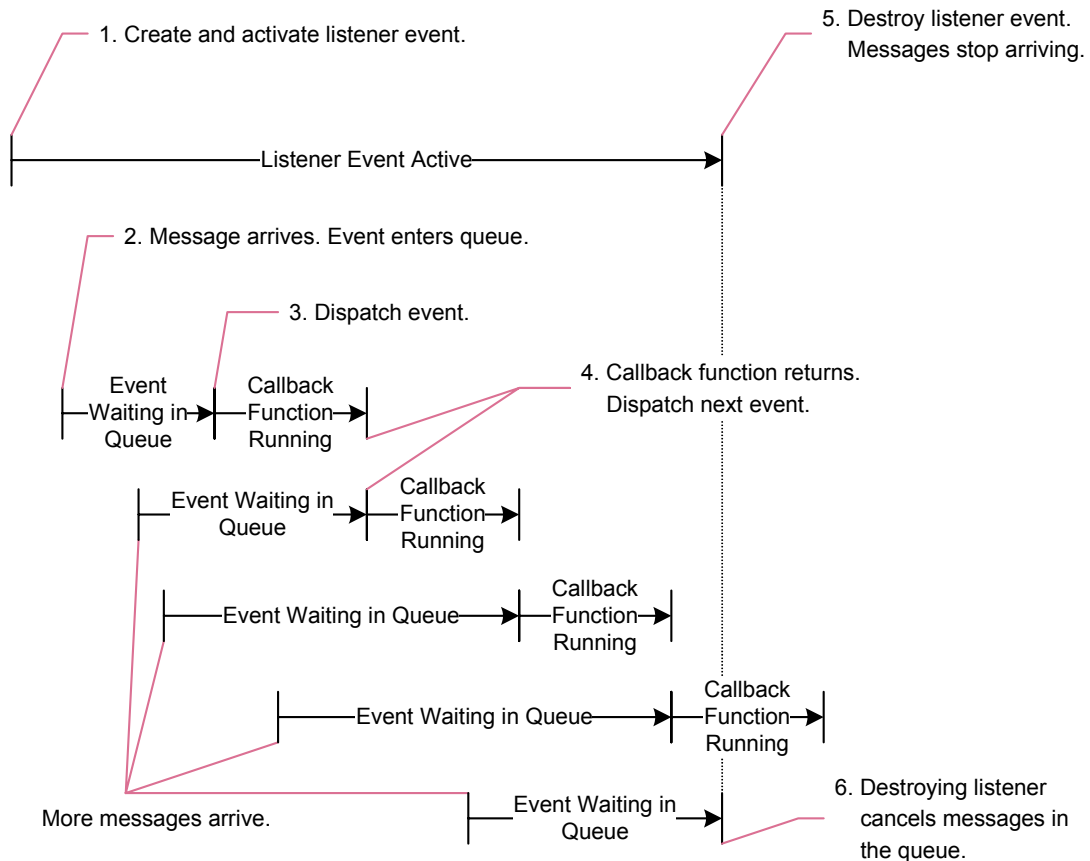 1. Create and activate listener event.
5. Destroy listener event.
Messages stop arriving.
Listener Event Active
2. Message arrives. Event enters queue.
3. Dispatch event.
Event
Waiting in
Queue
Callback
Function
Running
4. Callback function returns.
Dispatch next event.
Event Waiting in
Queue
Callback
Function
Running
Event Waiting in Queue
Callback
Function
Running
Event Waiting in Queue
Callback
Function
Running
More messages arrive.
Event Waiting in
Queue
6. Destroying listener
cancels messages in
the queue.